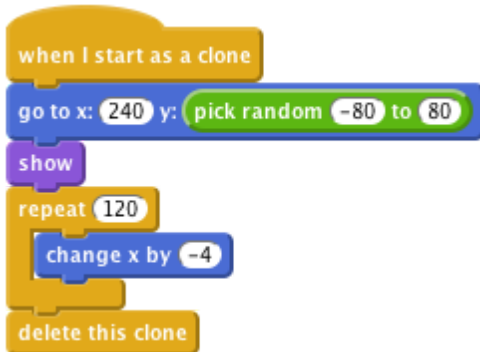 when I start as a clone
go to x: 240 y: pick random -80 to 80
show
repeat 120
change x by -4
delete this clone